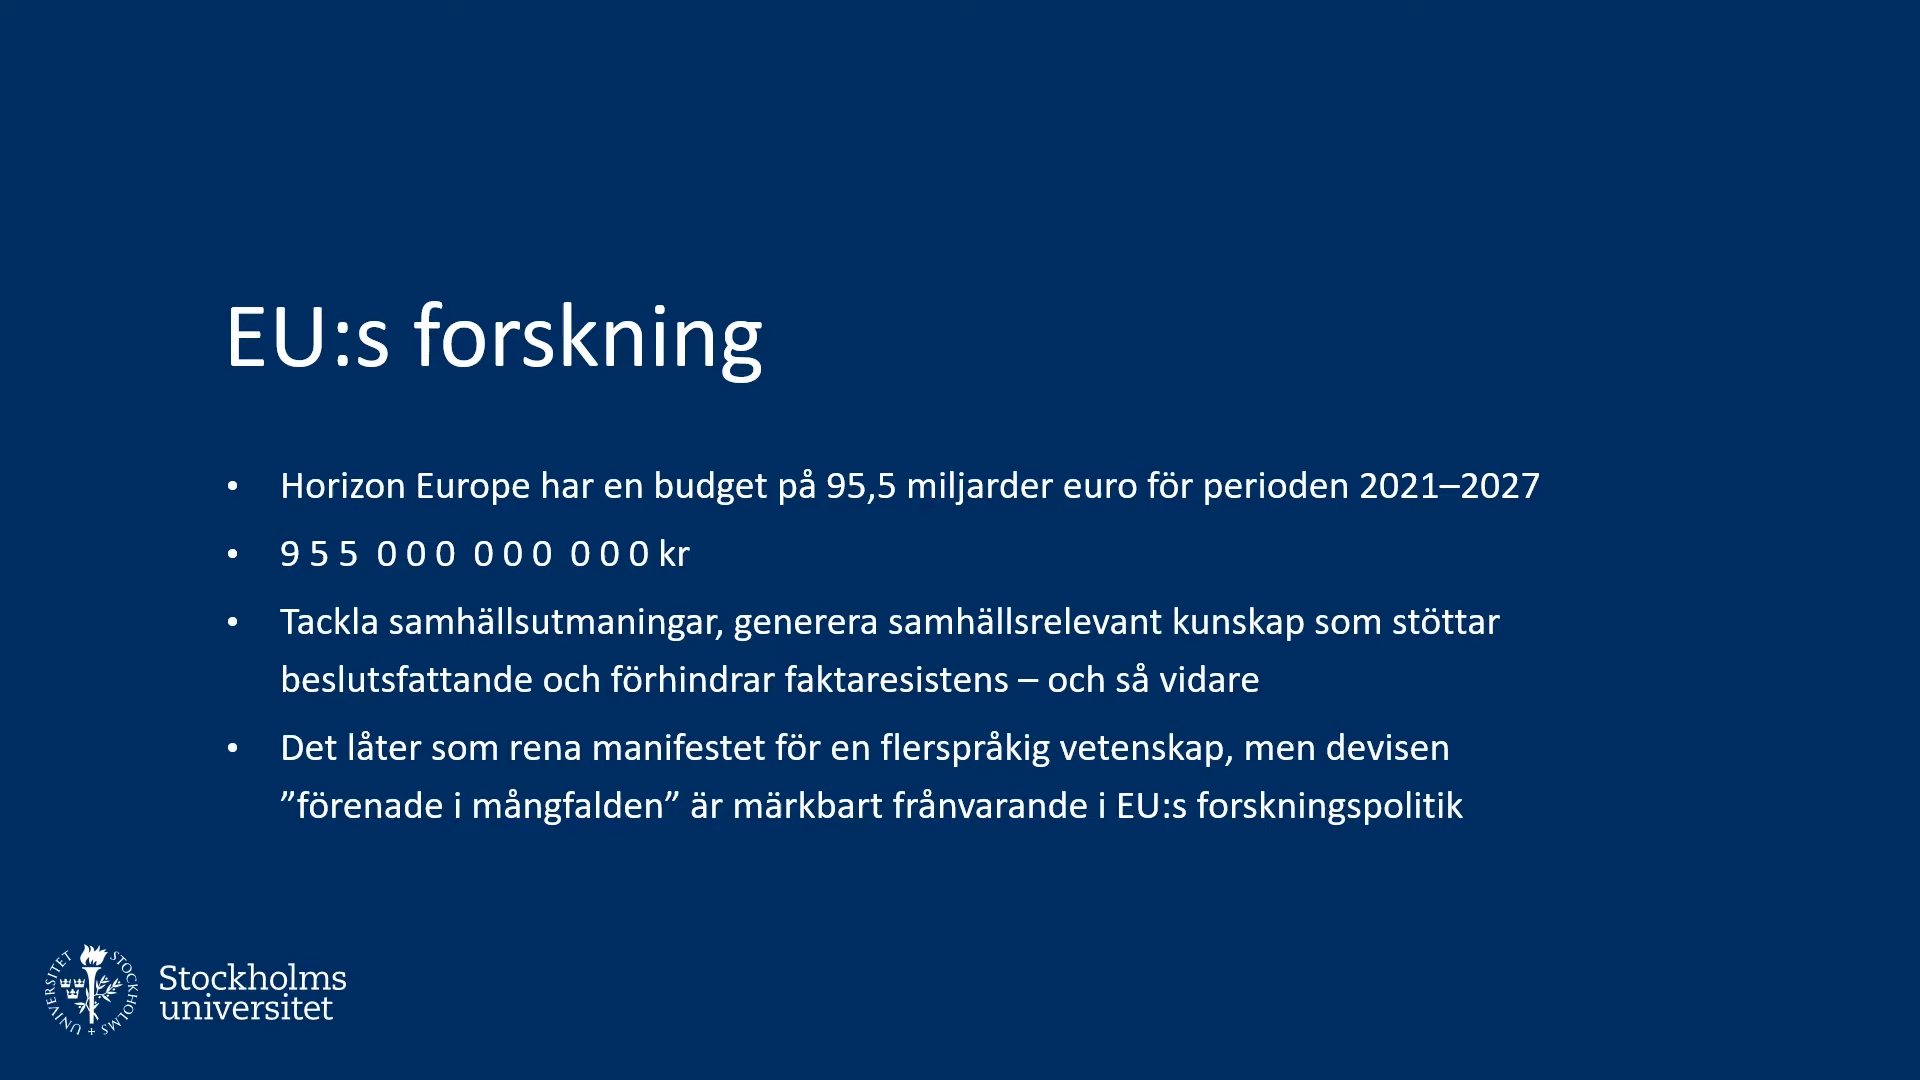 EU:s forskning
• Horizon Europe har en budget på 95,5 miljarder euro för perioden 2021–2027
• 9 5 5  0 0 0  0 0 0  0 0 0 kr
• Tackla samhällsutmaningar, generera samhällsrelevant kunskap som stöttar
beslutsfattande och förhindrar faktaresistens – och så vidare
• Det låter som rena manifestet för en flerspråkig vetenskap, men devisen
”förenade i mångfalden” är märkbart frånvarande i EU:s forskningspolitik
STOCKHOLMS + UNIVERSITET
Stockholms
universitet